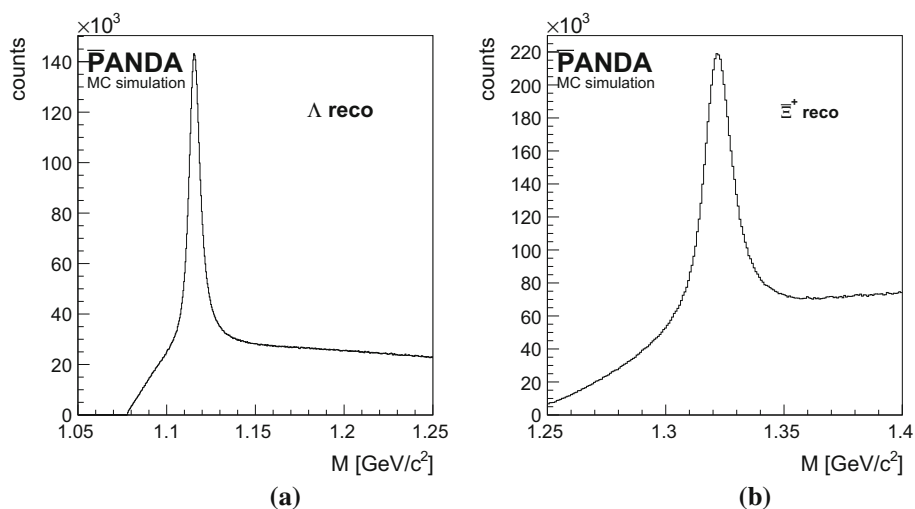 ×10³
counts
P̅ANDA
MC simulation
Λ reco
140
120
100
80
60
40
20
0
1.05 1.1 1.15 1.2 1.25
M [GeV/c²]
(a)
×10³
counts
P̅ANDA
MC simulation
Ξ̅⁺ reco
220
200
180
160
140
120
100
80
60
40
20
0
1.25 1.3 1.35 1.4
M [GeV/c²]
(b)